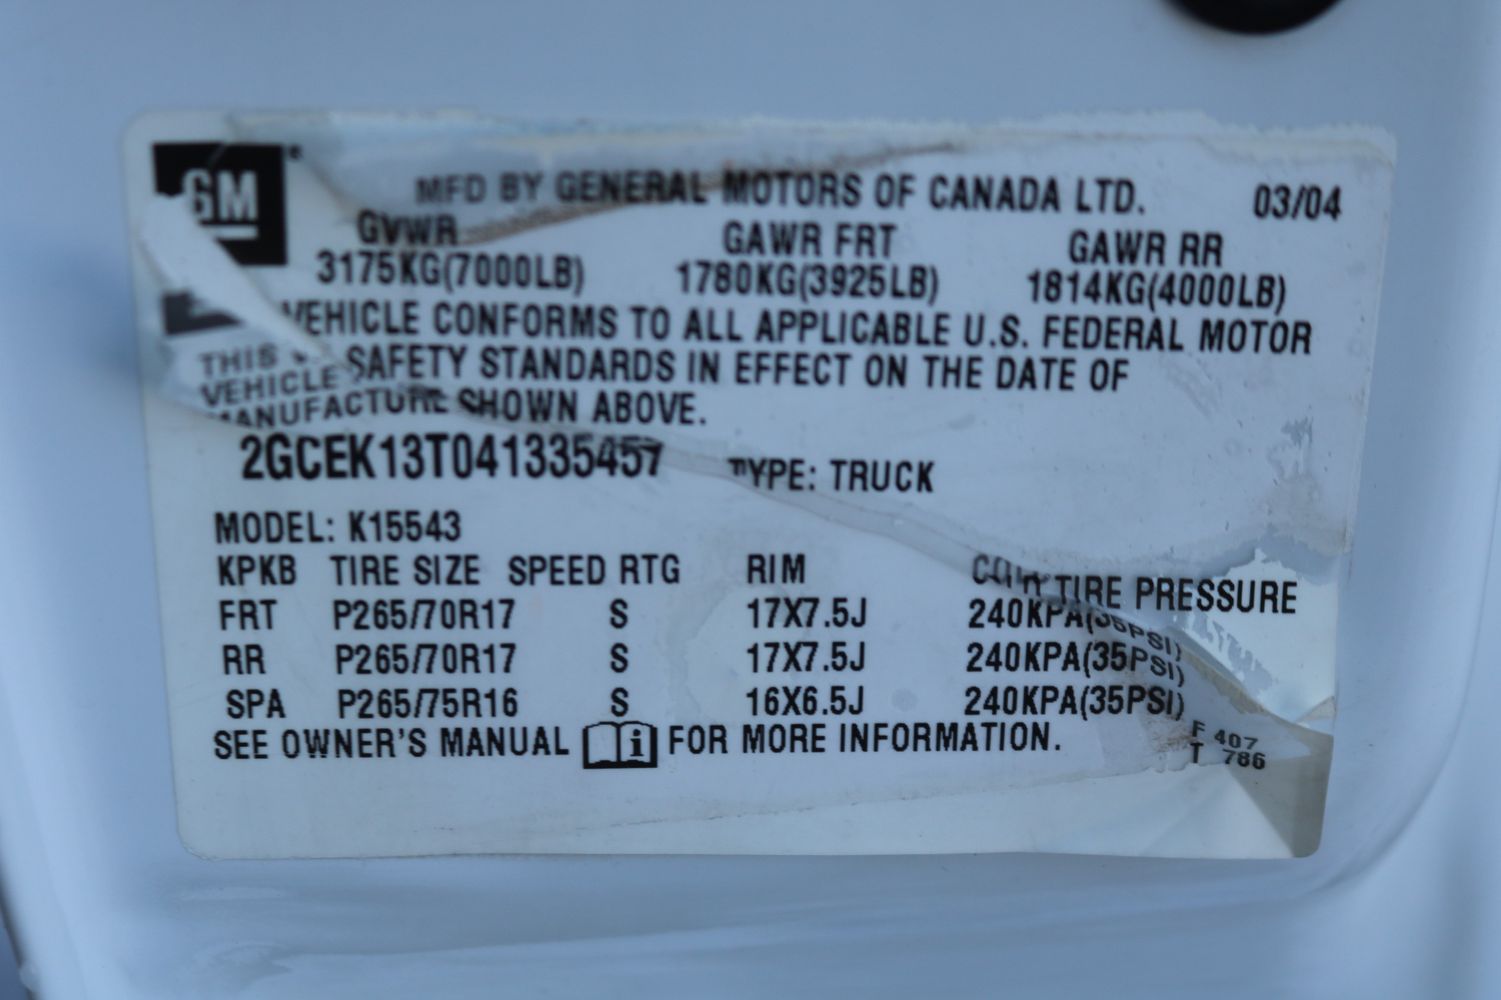 GM
MFD BY GENERAL MOTORS OF CANADA LTD. 03/04
GVWR GAWR FRT GAWR RR
3175KG(7000LB) 1780KG(3925LB) 1814KG(4000LB)
THIS VEHICLE CONFORMS TO ALL APPLICABLE U.S. FEDERAL MOTOR
VEHICLE SAFETY STANDARDS IN EFFECT ON THE DATE OF
MANUFACTURE SHOWN ABOVE.
2GCEK13T041335457 TYPE: TRUCK
MODEL: K15543
KPKB TIRE SIZE SPEED RTG RIM TIRE PRESSURE
FRT P265/70R17 S 17X7.5J 240KPA(35PSI)
RR P265/70R17 S 17X7.5J 240KPA(35PSI)
SPA P265/75R16 S 16X6.5J 240KPA(35PSI)
SEE OWNER'S MANUAL i FOR MORE INFORMATION.
F 407
T 786